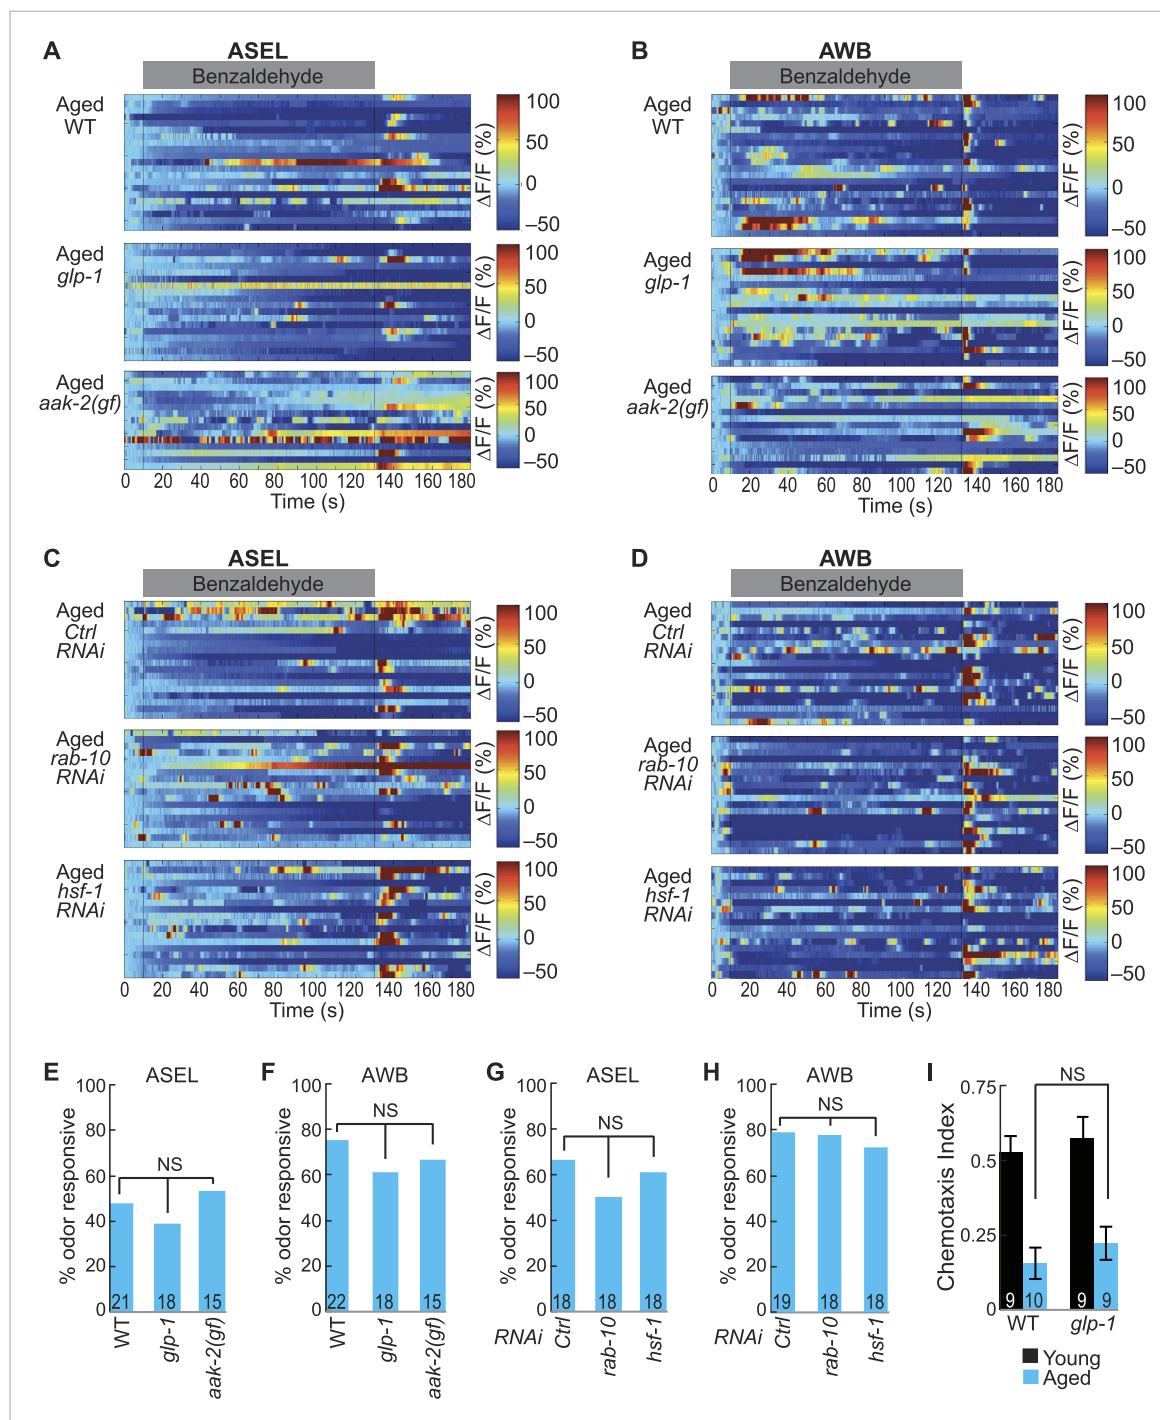 A
ASEL
Benzaldehyde
Aged
WT
100
50
0
–50
ΔF/F (%)
Aged
glp-1
100
50
0
–50
ΔF/F (%)
Aged
aak-2(gf)
100
50
0
–50
ΔF/F (%)
0 20 40 60 80 100 120 140 160 180
Time (s)
B
AWB
Benzaldehyde
Aged
WT
100
50
0
–50
ΔF/F (%)
Aged
glp-1
100
50
0
–50
ΔF/F (%)
Aged
aak-2(gf)
100
50
0
–50
ΔF/F (%)
0 20 40 60 80 100 120 140 160 180
Time (s)
C
ASEL
Benzaldehyde
Aged
Ctrl
RNAi
100
50
0
–50
ΔF/F (%)
Aged
rab-10
RNAi
100
50
0
–50
ΔF/F (%)
Aged
hsf-1
RNAi
100
50
0
–50
ΔF/F (%)
0 20 40 60 80 100 120 140 160 180
Time (s)
D
AWB
Benzaldehyde
Aged
Ctrl
RNAi
100
50
0
–50
ΔF/F (%)
Aged
rab-10
RNAi
100
50
0
–50
ΔF/F (%)
Aged
hsf-1
RNAi
100
50
0
–50
ΔF/F (%)
0 20 40 60 80 100 120 140 160 180
Time (s)
E
ASEL
% odor responsive
100
80
60
40
20
0
NS
21 18 15
WT glp-1 aak-2(gf)
F
AWB
% odor responsive
100
80
60
40
20
0
NS
22 18 15
WT glp-1 aak-2(gf)
G
ASEL
% odor responsive
100
80
60
40
20
0
NS
18 18 18
RNAi Ctrl rab-10 hsf-1
H
AWB
% odor responsive
100
80
60
40
20
0
NS
19 18 18
RNAi Ctrl rab-10 hsf-1
I
Chemotaxis Index
0.75
0.5
0.25
0
NS
9 10 9 9
WT glp-1
Young
Aged